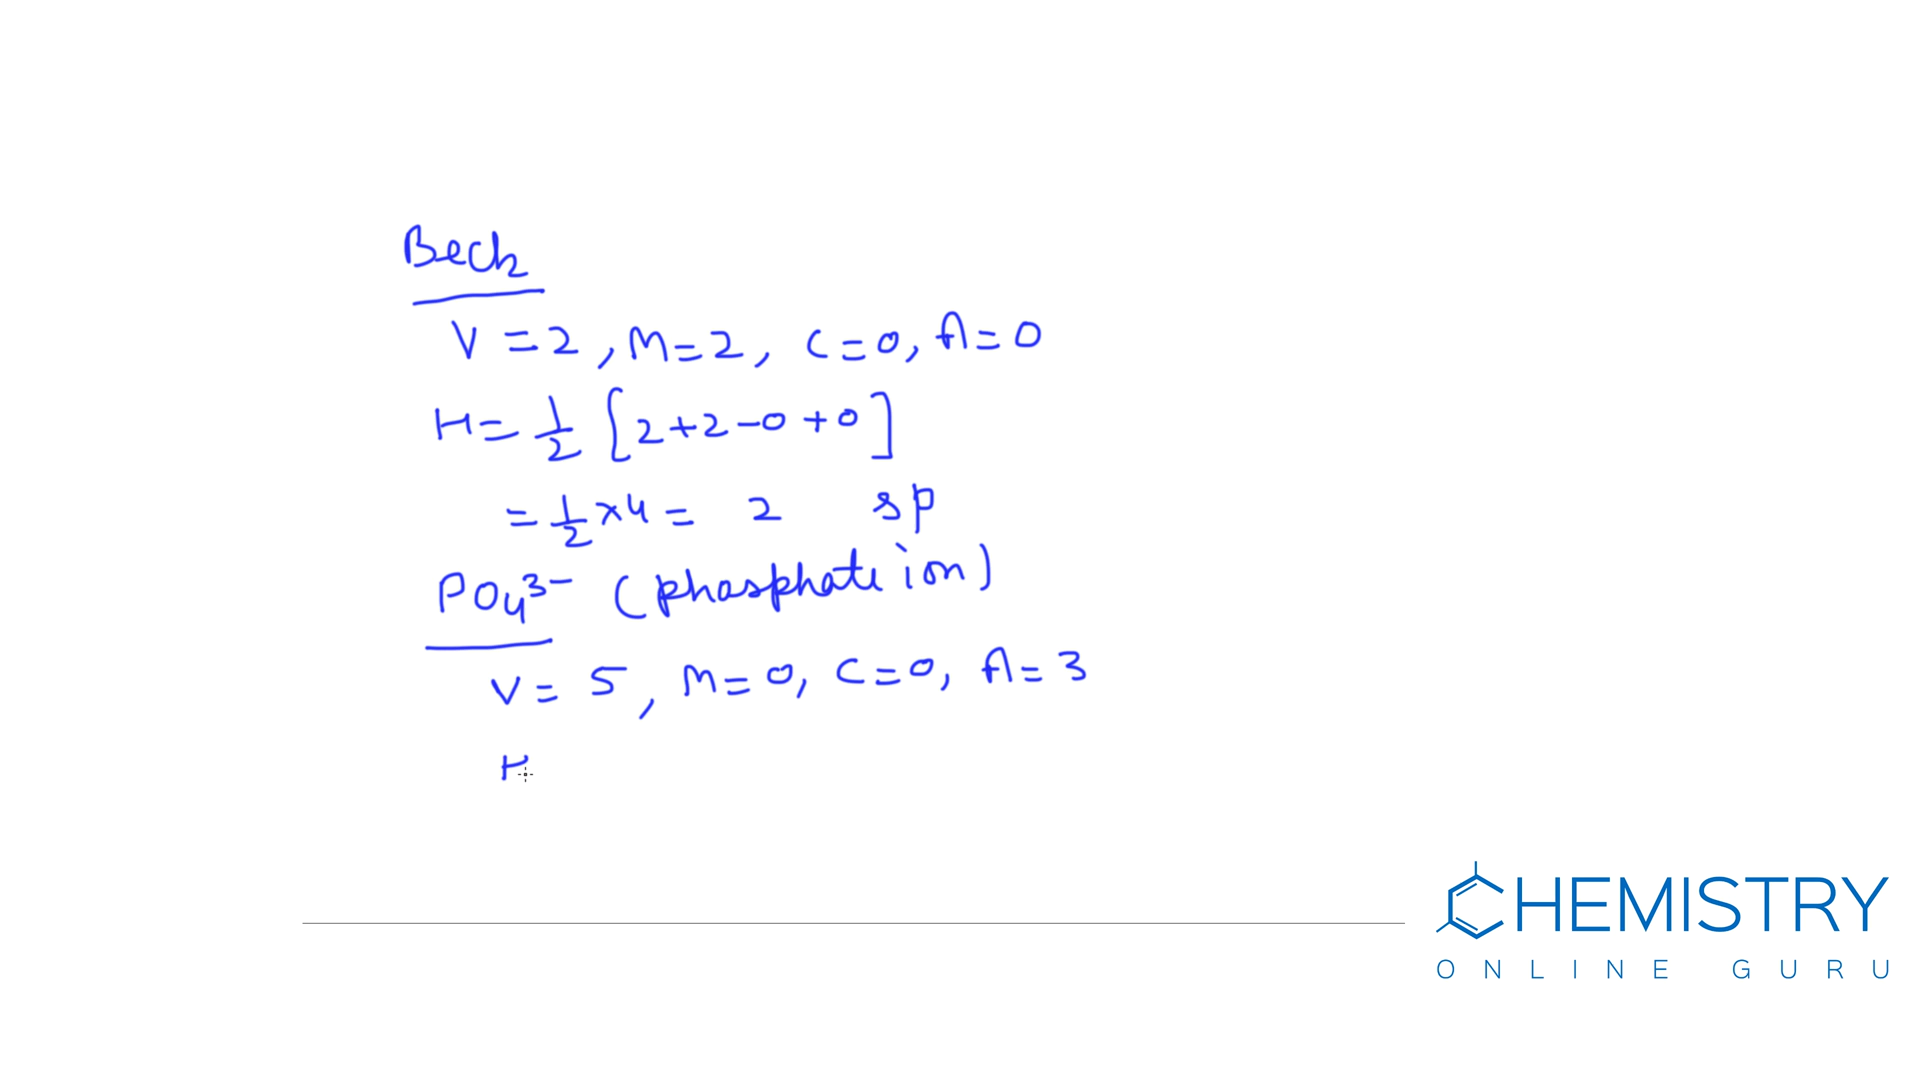 Becl2
V = 2, M = 2, C = 0, A = 0
H = 1/2 [2+2-0+0]
= 1/2 x 4 = 2 sp
PO4 3- (phosphate ion)
V = 5, M = 0, C = 0, A = 3
H
CHEMISTRY
ONLINE GURU